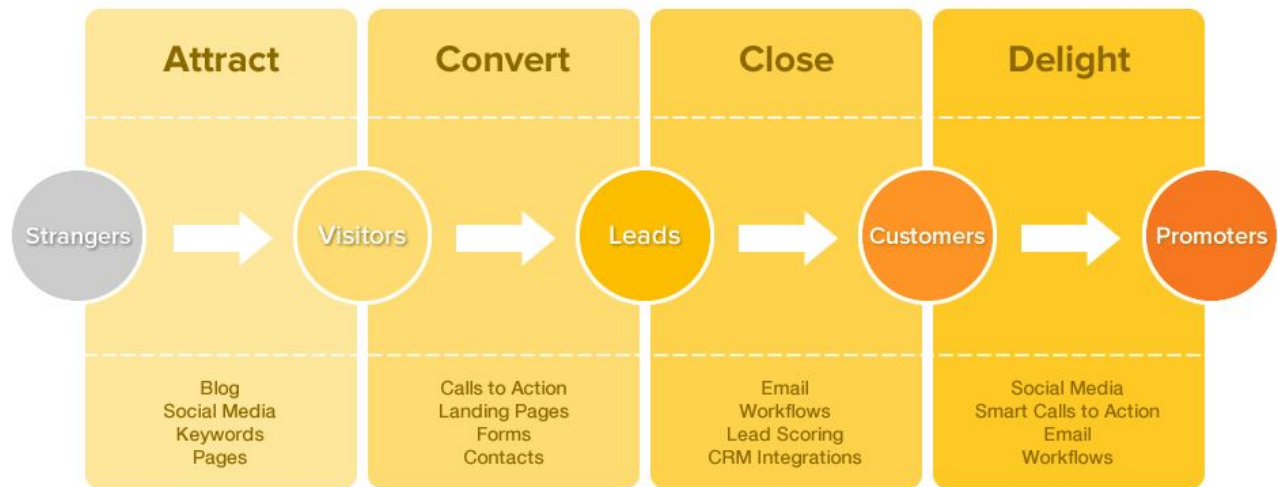 Attract
Convert
Close
Delight
Strangers
Visitors
Leads
Customers
Promoters
Blog
Social Media
Keywords
Pages
Calls to Action
Landing Pages
Forms
Contacts
Email
Workflows
Lead Scoring
CRM Integrations
Social Media
Smart Calls to Action
Email
Workflows